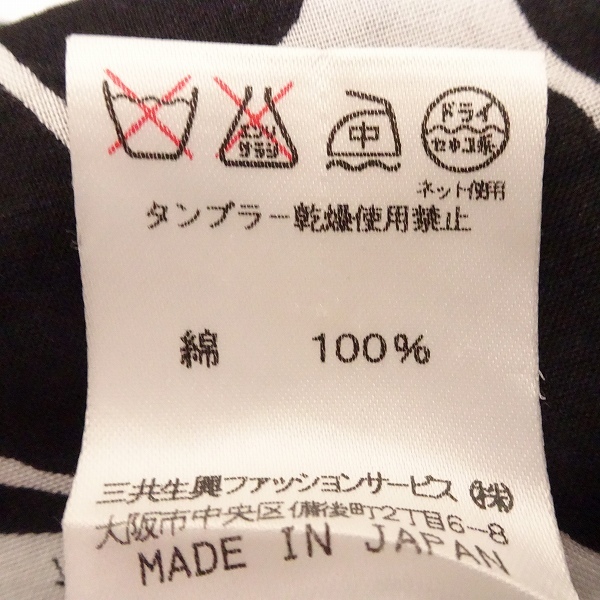 エンソ サラシ 中 ドライ セキユ系
ネット使用
タンブラー乾燥使用禁止
綿 100%
三共生興ファッションサービス㈱
大阪市中央区備後町2丁目6-8
MADE IN JAPAN